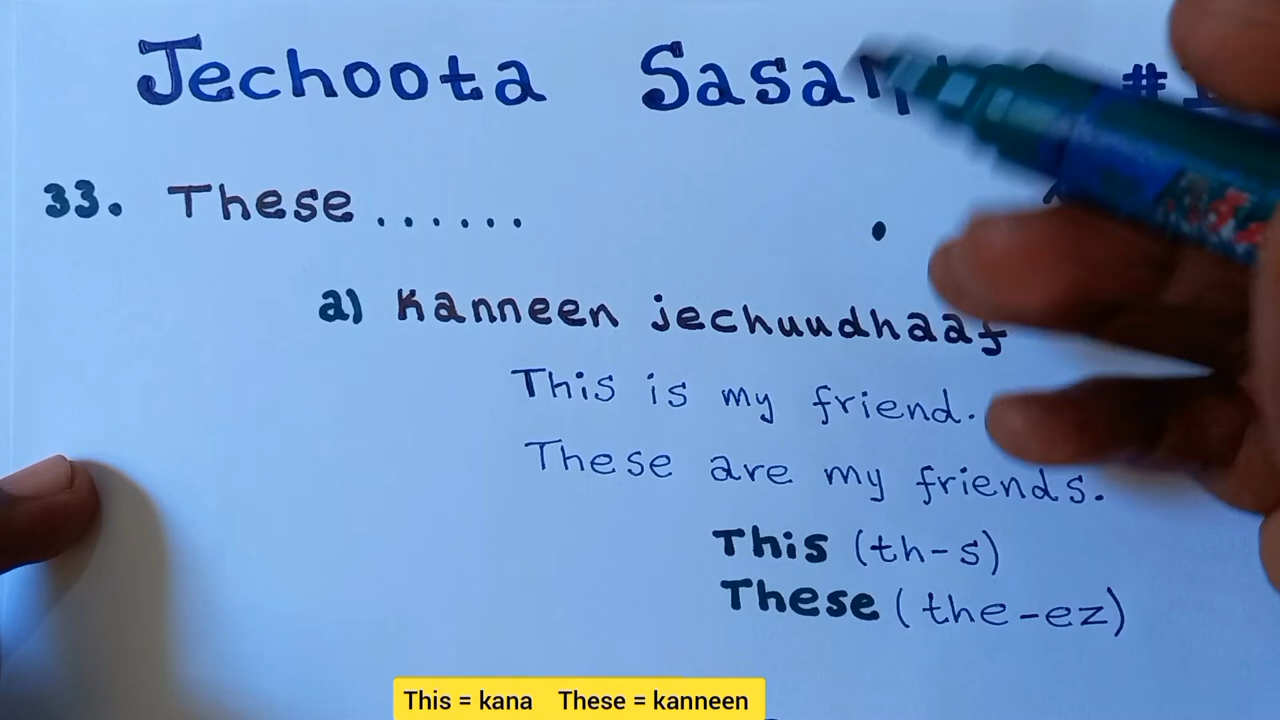 Jechoota
33. These ......
a) Kanneen jechuudhaaf
This is my friend.
These are my friends.
This (th-s)
These (the-ez)
This = kana These = kanneen